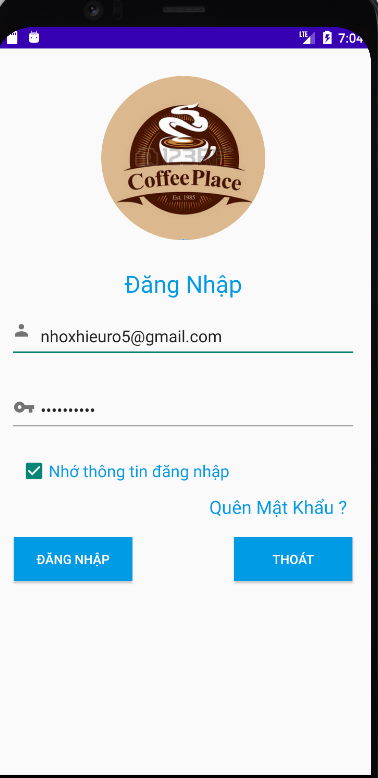 LTE
7:04
Coffee Place
Est. 1985
Đăng Nhập
nhoxhieuro5@gmail.com
••••••••••
Nhớ thông tin đăng nhập
Quên Mật Khẩu ?
ĐĂNG NHẬP
THOÁT